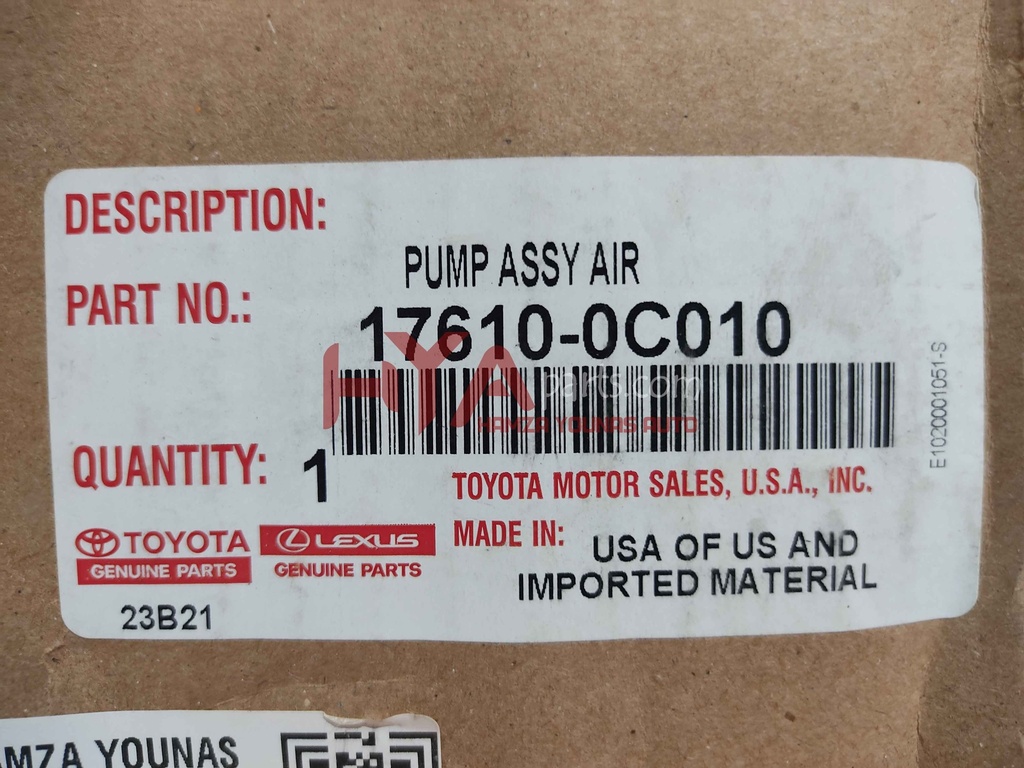 DESCRIPTION:
PUMP ASSY AIR
PART NO.:
17610-0C010
HYA parts.com
HAMZA YOUNAS AUTO
E1020001051-S
QUANTITY: 1
TOYOTA MOTOR SALES, U.S.A., INC.
TOYOTA
GENUINE PARTS
LEXUS
GENUINE PARTS
MADE IN: USA OF US AND
IMPORTED MATERIAL
23B21
YOUNAS